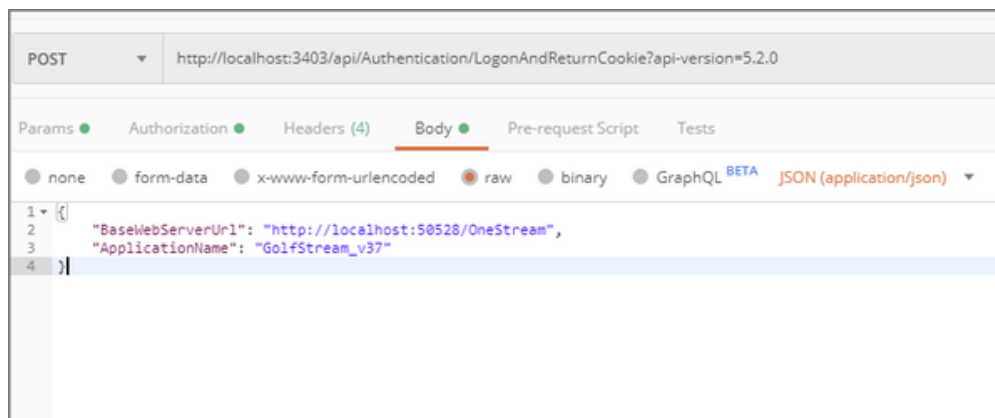 POST http://localhost:3403/api/Authentication/LogonAndReturnCookie?api-version=5.2.0
Params Authorization Headers (4) Body Pre-request Script Tests
none form-data x-www-form-urlencoded raw binary GraphQL BETA JSON (application/json)
1 {
2 "BaseWebServerUrl": "http://localhost:50528/OneStream",
3 "ApplicationName": "GolfStream_v37"
4 }